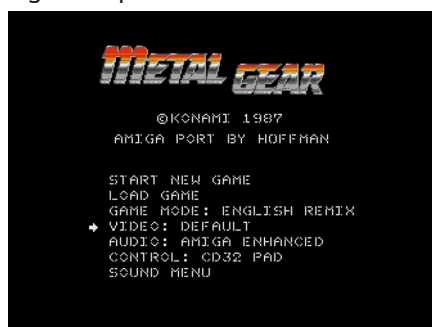 METAL GEAR
©KONAMI 1987
AMIGA PORT BY HOFFMAN
START NEW GAME
LOAD GAME
GAME MODE: ENGLISH REMIX
VIDEO: DEFAULT
AUDIO: AMIGA ENHANCED
CONTROL: CD32 PAD
SOUND MENU